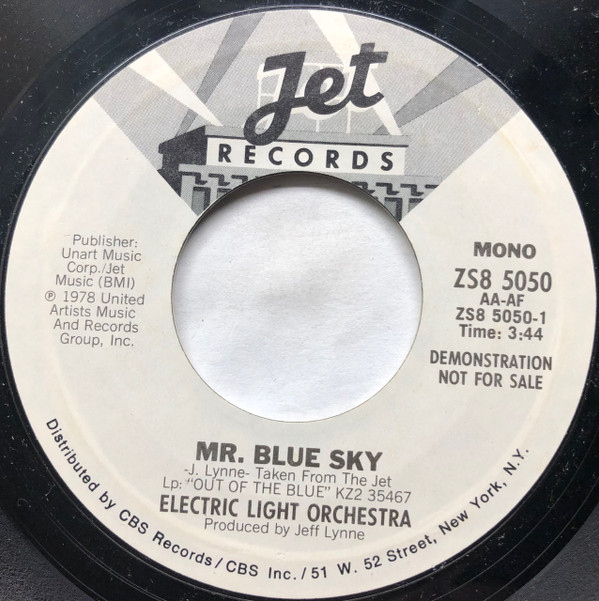 Jet
RECORDS
Publisher:
Unart Music
Corp./Jet
Music (BMI)
℗ 1978 United
Artists Music
And Records
Group, Inc.
MONO
ZS8 5050
AA-AF
ZS8 5050-1
Time: 3:44
DEMONSTRATION
NOT FOR SALE
MR. BLUE SKY
-J. Lynne- Taken From The Jet
Lp: "OUT OF THE BLUE" KZ2 35467
ELECTRIC LIGHT ORCHESTRA
Produced by Jeff Lynne
Distributed by CBS Records/CBS Inc./51 W. 52 Street, New York, N.Y.